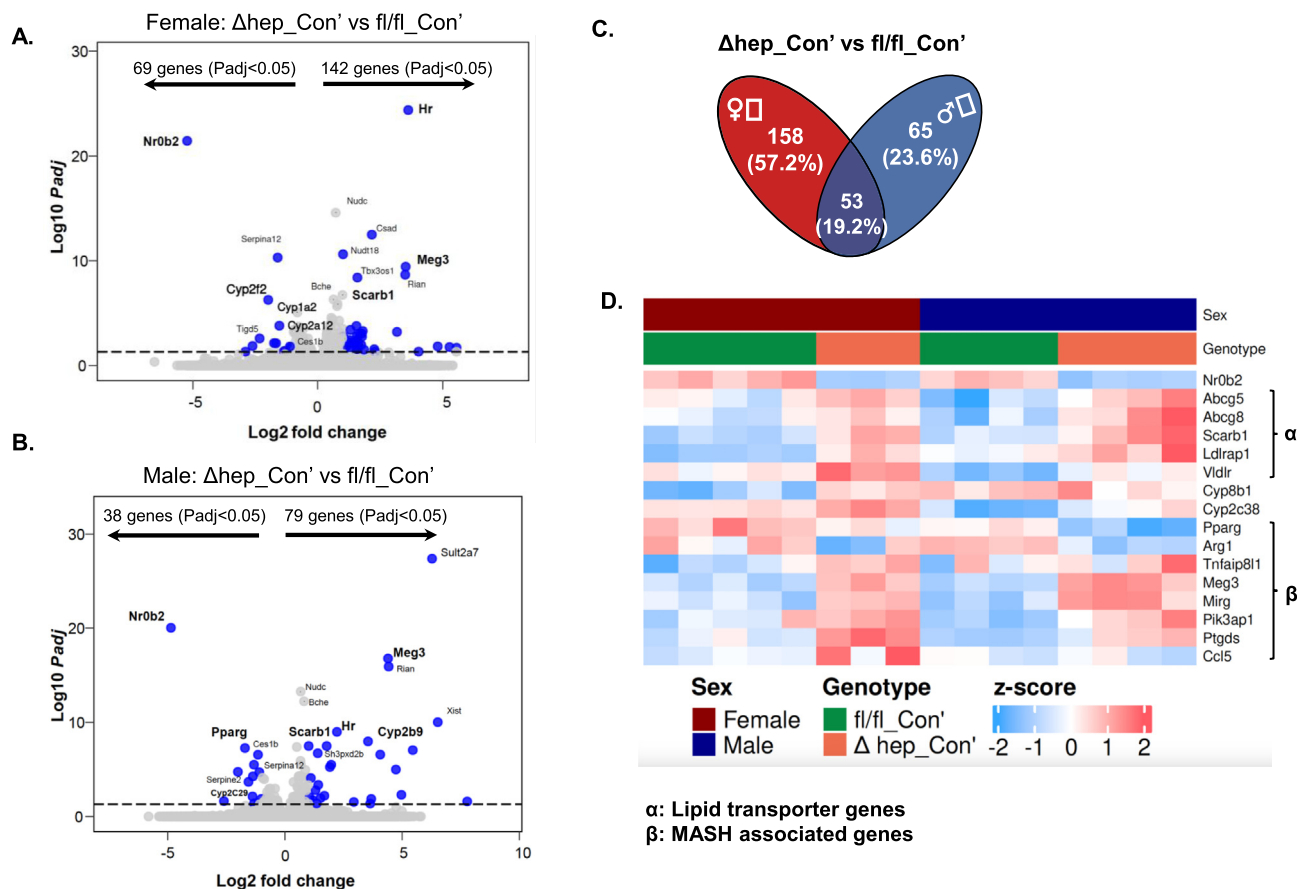 A.
Female: Δhep_Con’ vs fl/fl_Con’
69 genes (Padj<0.05)
142 genes (Padj<0.05)
Log10 Padj
30
20
10
0
Hr
Nr0b2
Nudc
Csad
Serpina12
Nudt18
Meg3
Tbx3os1
Rian
Bche
Cyp2f2
Scarb1
Cyp1a2
Cyp2a12
Tigd5
Ces1b
-5
0
5
Log2 fold change
B.
Male: Δhep_Con’ vs fl/fl_Con’
38 genes (Padj<0.05)
79 genes (Padj<0.05)
Log10 Padj
30
20
10
0
Sult2a7
Nr0b2
Meg3
Rian
Nudc
Bche
Xist
Hr
Scarb1
Cyp2b9
Pparg
Ces1b
Sh3pxd2b
Serpina12
Serpine2
Cyp2C29
-5
0
5
10
Log2 fold change
C.
Δhep_Con’ vs fl/fl_Con’
♀
158
(57.2%)
♂
65
(23.6%)
53
(19.2%)
D.
Sex
Genotype
Nr0b2
Abcg5
Abcg8
Scarb1
Ldlrap1
Vldlr
Cyp8b1
Cyp2c38
Pparg
Arg1
Tnfaip8l1
Meg3
Mirg
Pik3ap1
Ptgds
Ccl5
α
β
Sex
Female
Male
Genotype
fl/fl_Con'
Δ hep_Con'
z-score
-2 -1 0 1 2
α: Lipid transporter genes
β: MASH associated genes